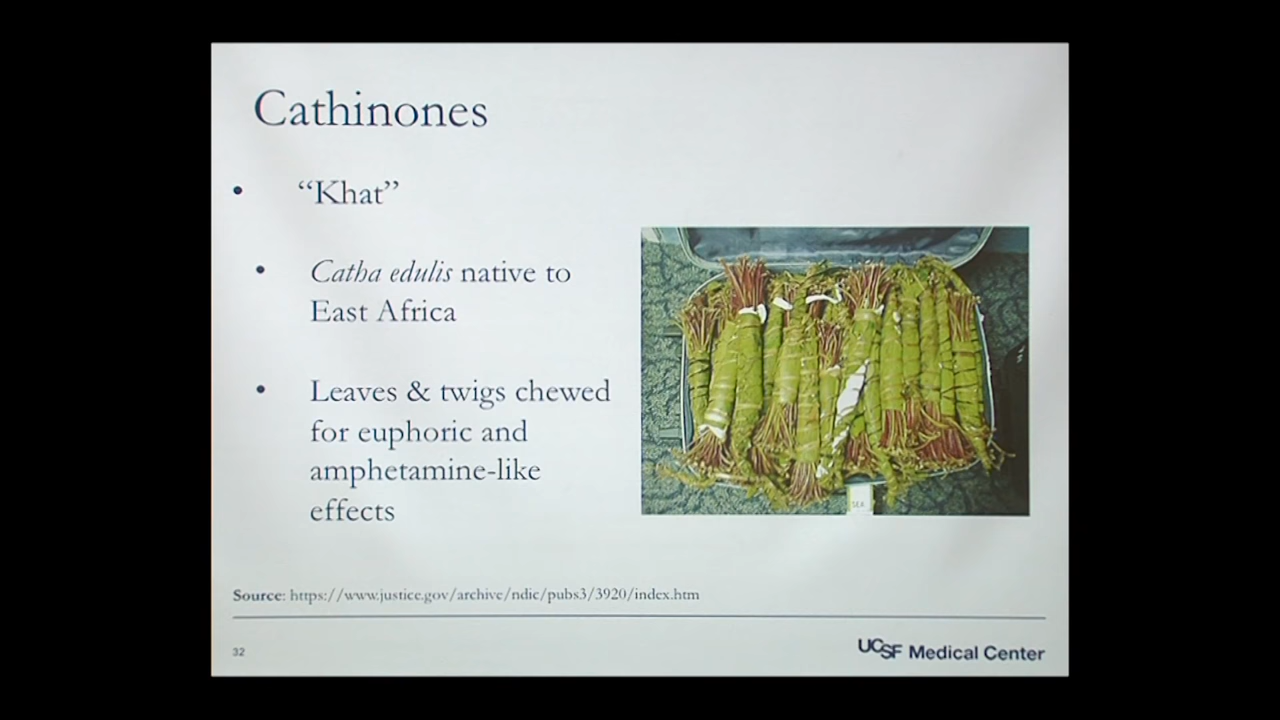 Cathinones
• “Khat”
• Catha edulis native to
East Africa
• Leaves & twigs chewed
for euphoric and
amphetamine-like
effects
SEA
Source: https://www.justice.gov/archive/ndic/pubs3/3920/index.htm
32
UCSF Medical Center